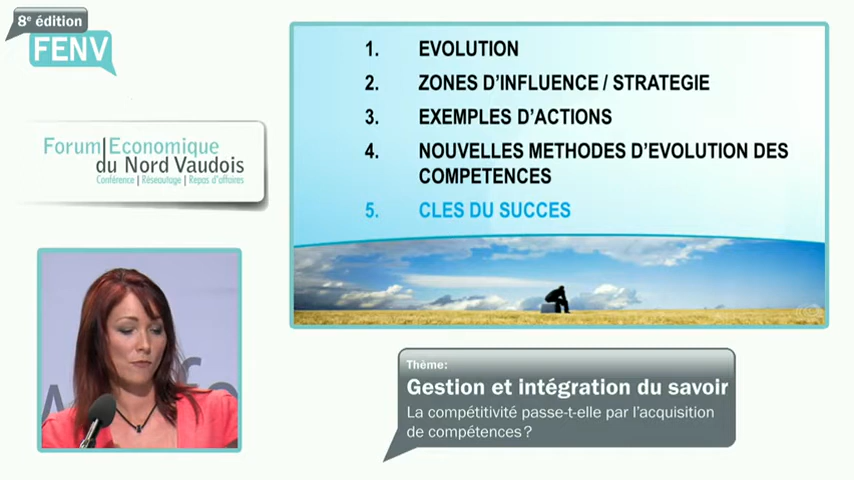 8e édition
FENV
Forum|Economique
du Nord Vaudois
Conférence | Réseautage | Repas d'affaires
1. EVOLUTION
2. ZONES D'INFLUENCE / STRATEGIE
3. EXEMPLES D'ACTIONS
4. NOUVELLES METHODES D'EVOLUTION DES
COMPETENCES
5. CLES DU SUCCES
Thème:
Gestion et intégration du savoir
La compétitivité passe-t-elle par l'acquisition
de compétences ?